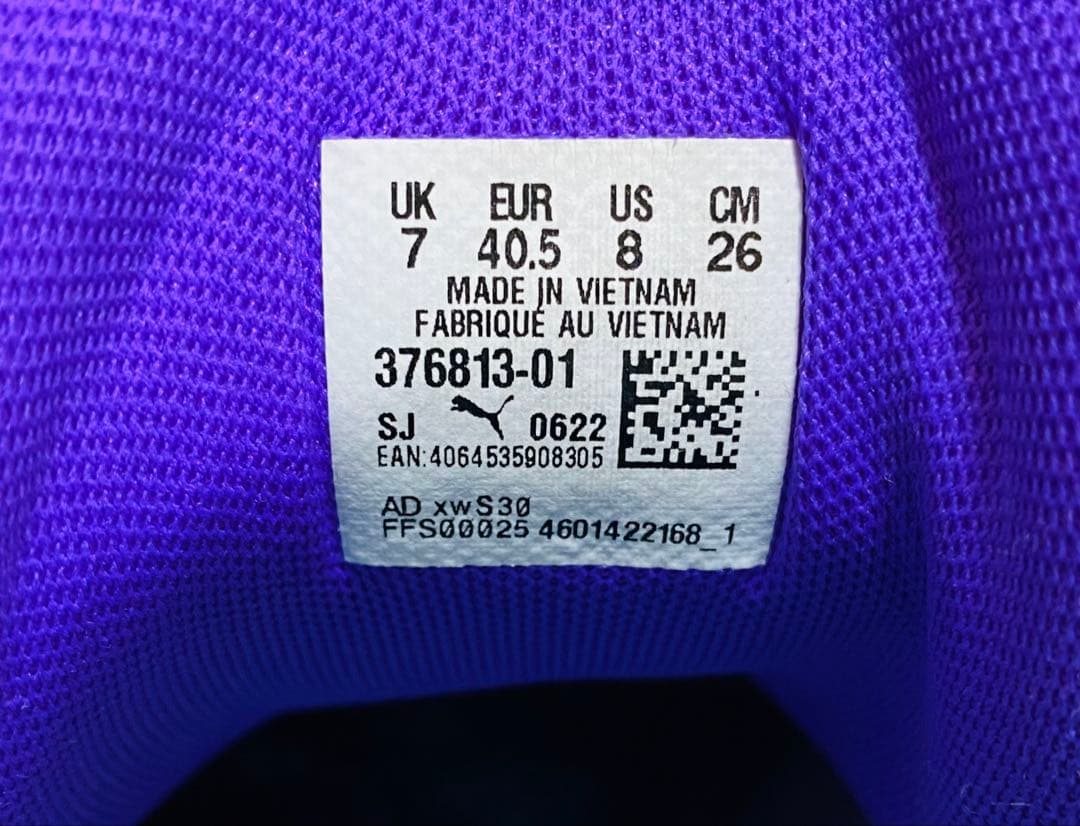 UK EUR US CM
7 40.5 8 26
MADE IN VIETNAM
FABRIQUÉ AU VIETNAM
376813-01
SJ 0622
EAN:4064535908305
AD xwS30
FFS00025 4601422168_1